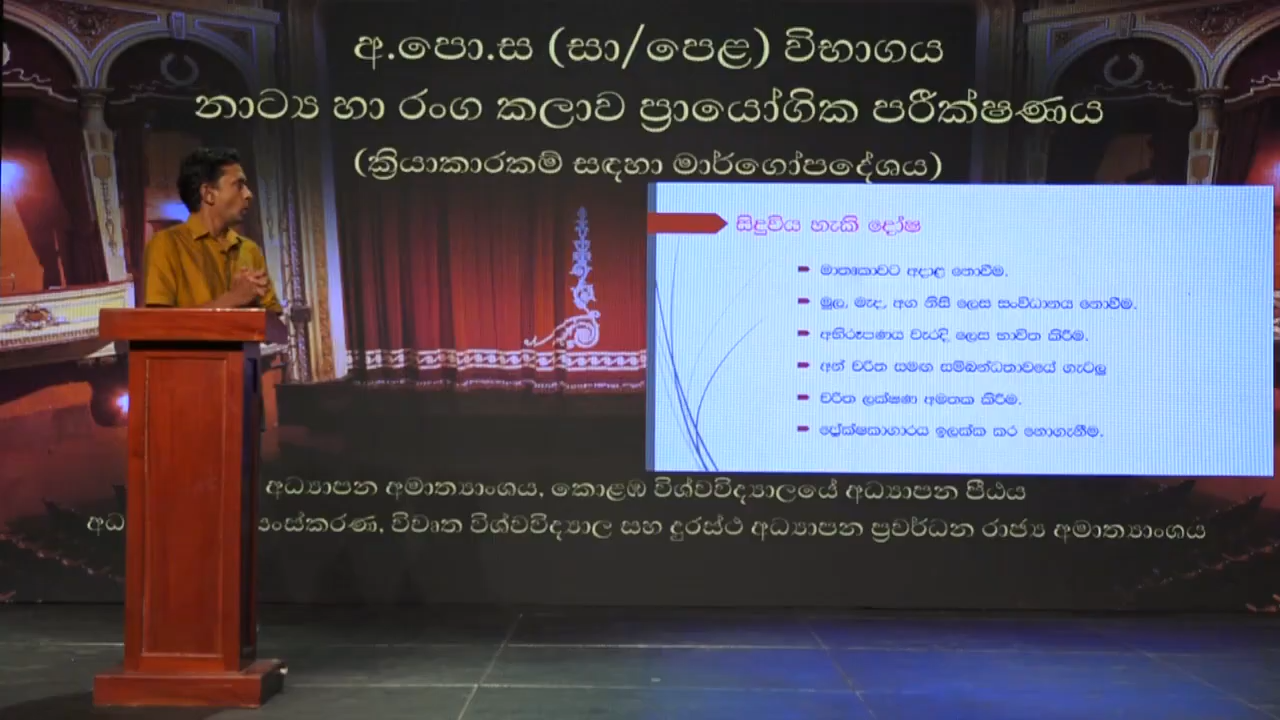 අ.පො.ස (සා/පෙළ) විභාගය
නාට්‍ය හා රංග කලාව ප්‍රායෝගික පරීක්ෂණය
(ක්‍රියාකාරකම් සඳහා මාර්ගෝපදේශය)
සිදුවිය හැකි දෝෂ
මාතෘකාවට අදාළ නොවීම.
මුල, මැද, අග නිසි ලෙස සංවිධානය නොවීම.
අභිරූපණය වැරදි ලෙස භාවිත කිරීම.
අන් චරිත සමඟ සම්බන්ධතාවයේ ගැටලු
චරිත ලක්ෂණ අමතක කිරීම.
ප්‍රේක්ෂකාගාරය ඉලක්ක කර නොගැනීම.
අධ්‍යාපන අමාත්‍යාංශය, කොළඹ විශ්වවිද්‍යාලයේ අධ්‍යාපන පීඨය
විවෘත විශ්වවිද්‍යාල සහ දුරස්ථ අධ්‍යාපන ප්‍රවර්ධන රාජ්‍ය අමාත්‍යාංශය